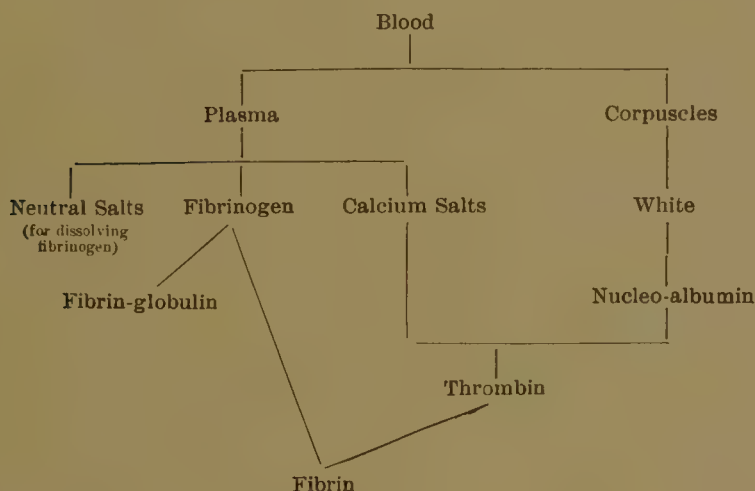 Blood
Plasma
Corpuscles
Neutral Salts
(for dissolving
fibrinogen)
Fibrinogen
Calcium Salts
White
Fibrin-globulin
Nucleo-albumin
Thrombin
Fibrin